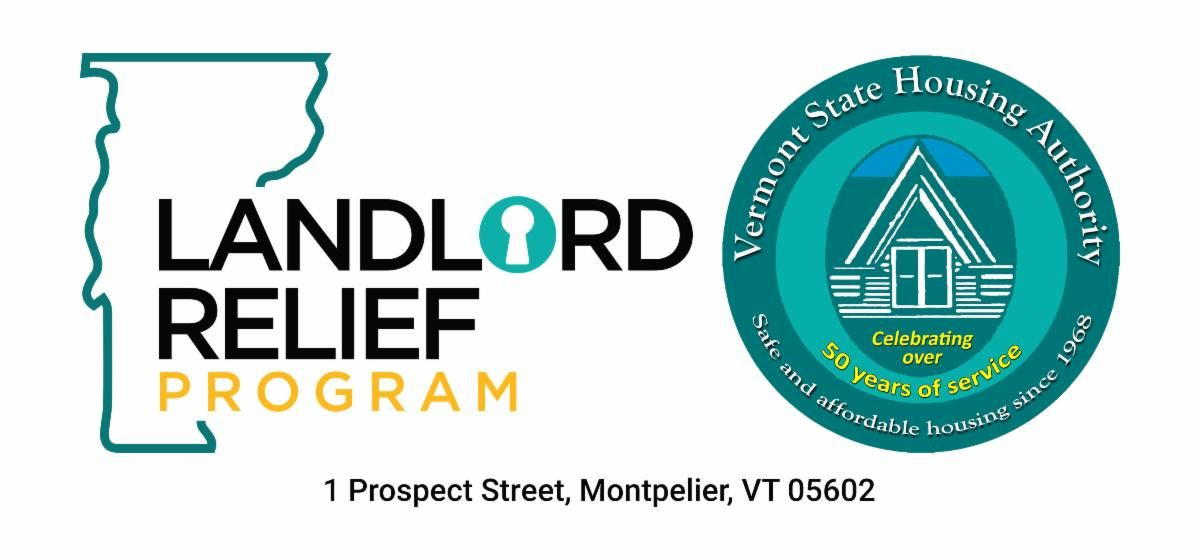 LANDLORD
RELIEF
PROGRAM
Vermont State Housing Authority
Celebrating
over
50 years of service
Safe and affordable housing since 1968
1 Prospect Street, Montpelier, VT 05602